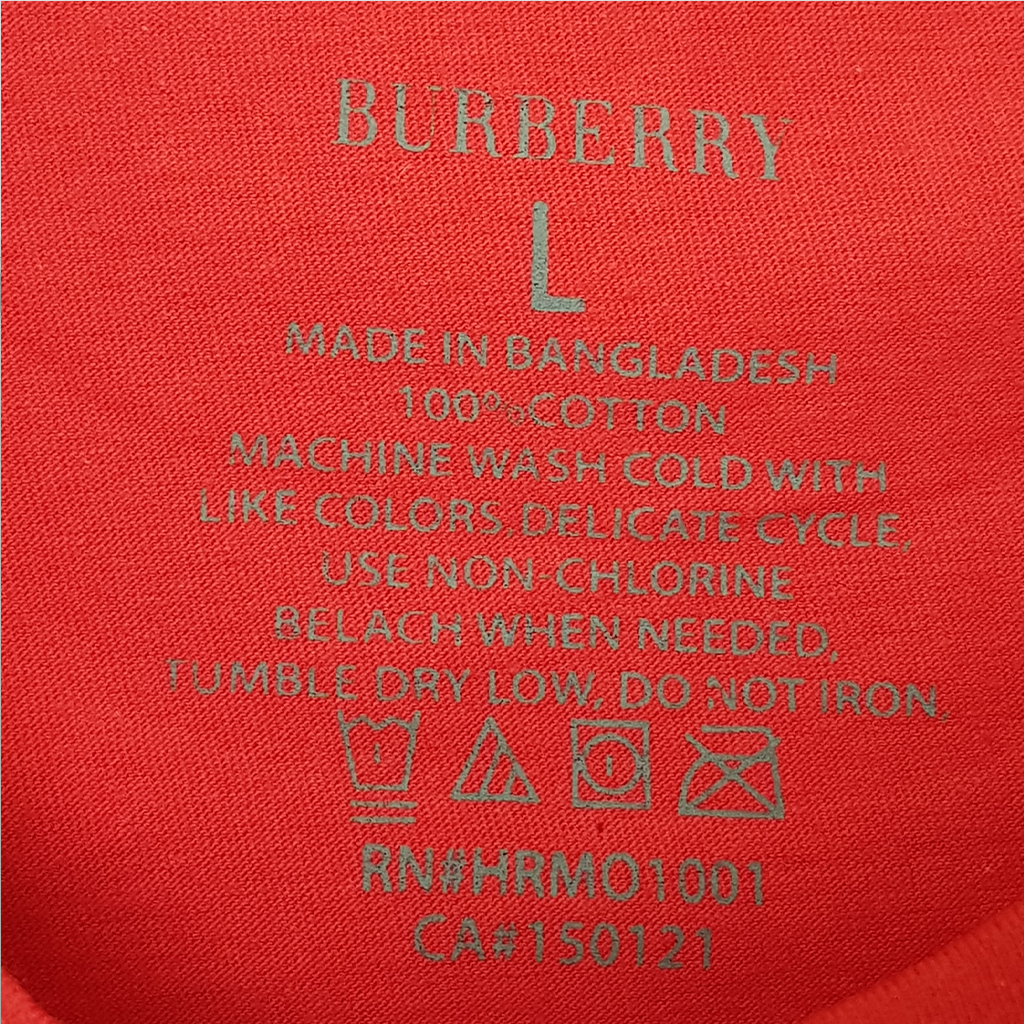 BURBERRY
L
MADE IN BANGLADESH
100%COTTON
MACHINE WASH COLD WITH
LIKE COLORS,DELICATE CYCLE,
USE NON-CHLORINE
BELACH WHEN NEEDED,
TUMBLE DRY LOW, DO NOT IRON,
RN#HRMO1001
CA#150121